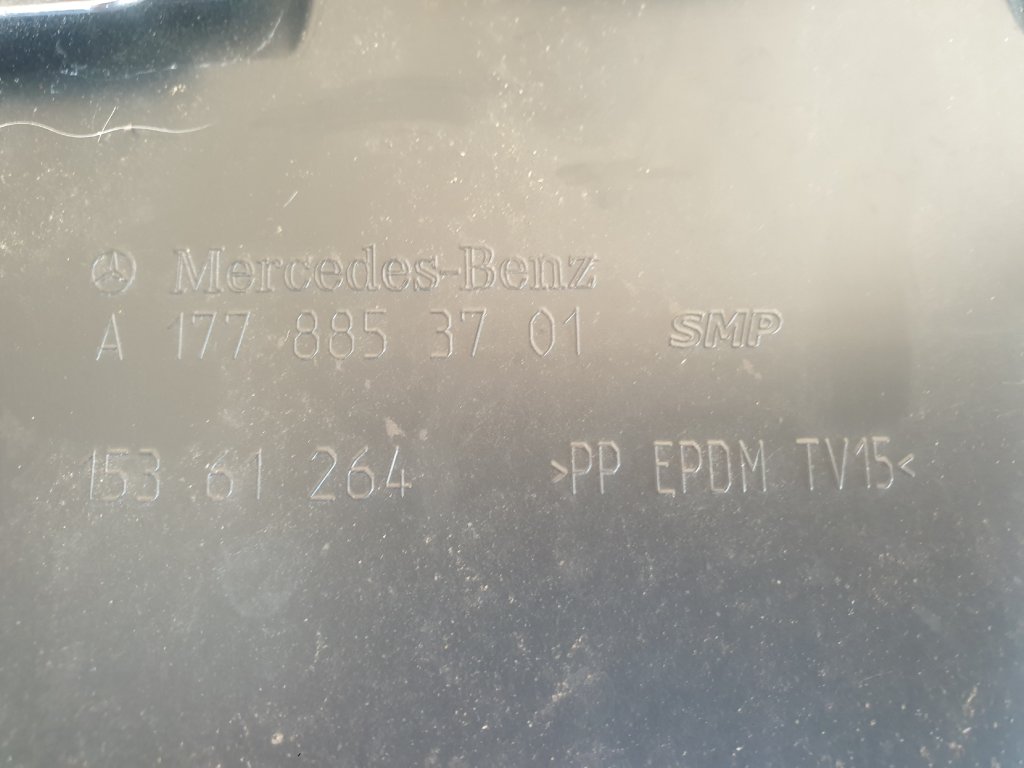 Mercedes-Benz
A 177 885 37 01 SMP
153 61 264 >PP EPDM TV15<